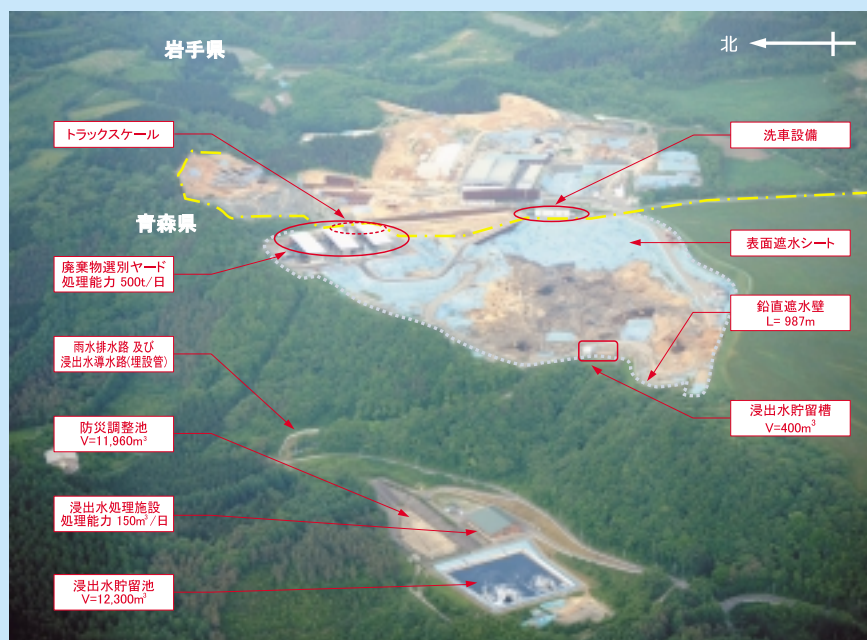 岩手県
北
トラックスケール
洗車設備
青森県
廃棄物選別ヤード
処理能力 500t/日
表面遮水シート
鉛直遮水壁
L= 987m
雨水排水路 及び
浸出水導水路(埋設管)
浸出水貯留槽
V=400m³
防災調整池
V=11,960m³
浸出水処理施設
処理能力 150m³/日
浸出水貯留池
V=12,300m³